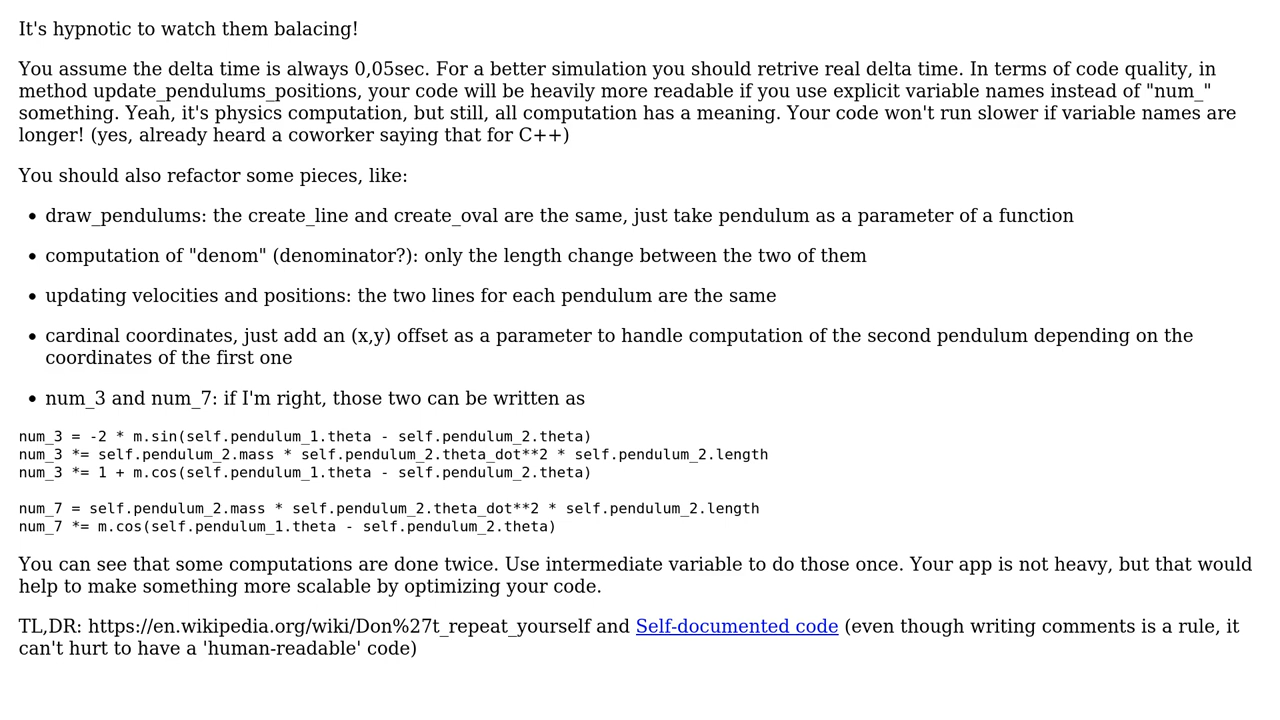 It's hypnotic to watch them balacing!
You assume the delta time is always 0,05sec. For a better simulation you should retrive real delta time. In terms of code quality, in
method update_pendulums_positions, your code will be heavily more readable if you use explicit variable names instead of "num_"
something. Yeah, it's physics computation, but still, all computation has a meaning. Your code won't run slower if variable names are
longer! (yes, already heard a coworker saying that for C++)
You should also refactor some pieces, like:
• draw_pendulums: the create_line and create_oval are the same, just take pendulum as a parameter of a function
• computation of "denom" (denominator?): only the length change between the two of them
• updating velocities and positions: the two lines for each pendulum are the same
• cardinal coordinates, just add an (x,y) offset as a parameter to handle computation of the second pendulum depending on the
coordinates of the first one
• num_3 and num_7: if I'm right, those two can be written as
num_3 = -2 * m.sin(self.pendulum_1.theta - self.pendulum_2.theta)
num_3 *= self.pendulum_2.mass * self.pendulum_2.theta_dot**2 * self.pendulum_2.length
num_3 *= 1 + m.cos(self.pendulum_1.theta - self.pendulum_2.theta)
num_7 = self.pendulum_2.mass * self.pendulum_2.theta_dot**2 * self.pendulum_2.length
num_7 *= m.cos(self.pendulum_1.theta - self.pendulum_2.theta)
You can see that some computations are done twice. Use intermediate variable to do those once. Your app is not heavy, but that would
help to make something more scalable by optimizing your code.
TL,DR: https://en.wikipedia.org/wiki/Don%27t_repeat_yourself and Self-documented code (even though writing comments is a rule, it
can't hurt to have a 'human-readable' code)